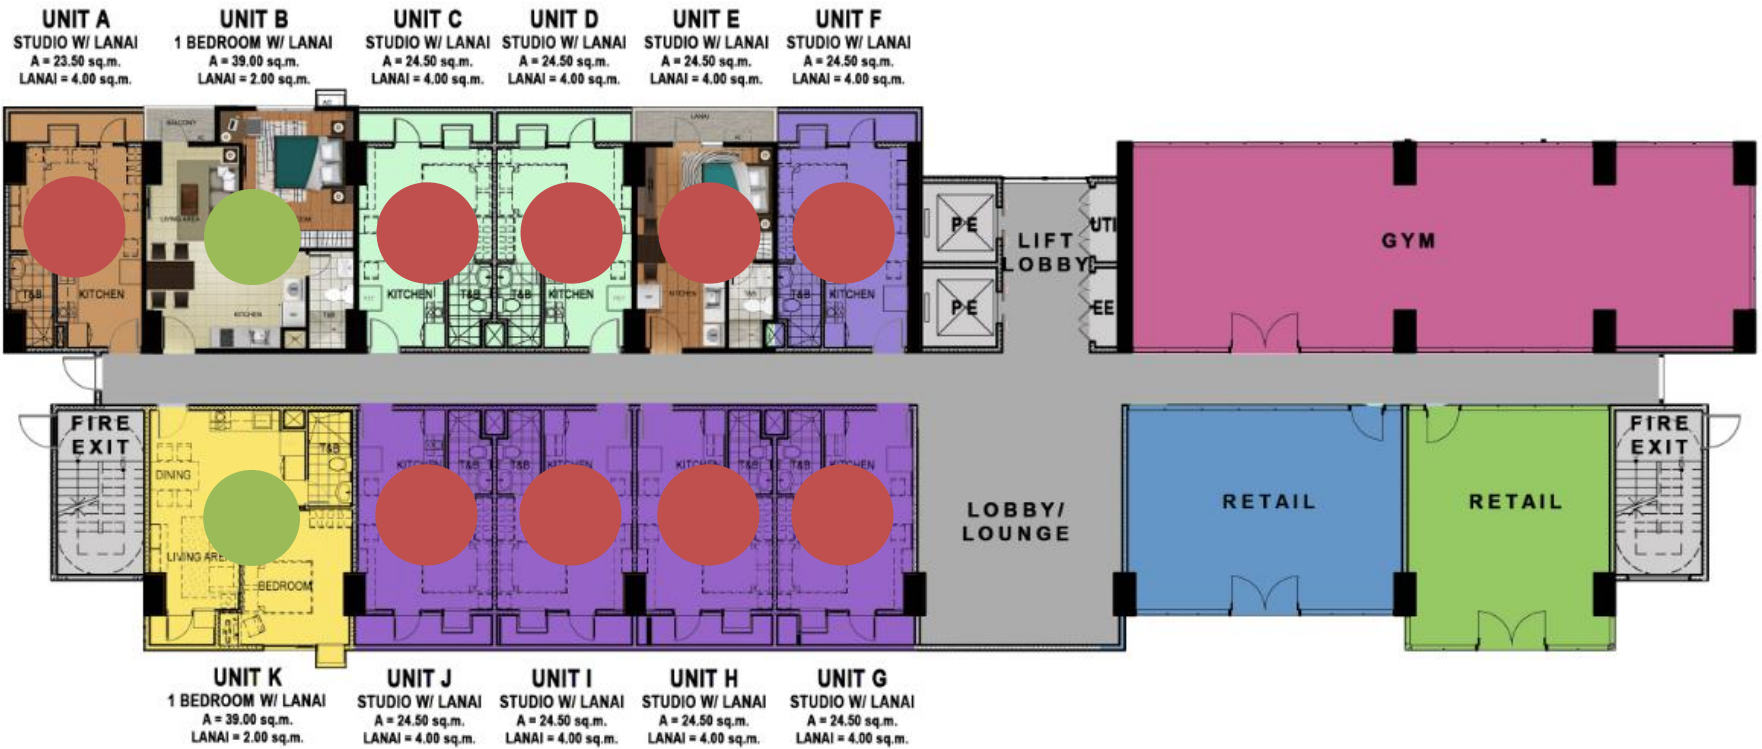 UNIT A
STUDIO W/ LANAI
A = 23.50 sq.m.
LANAI = 4.00 sq.m.
UNIT B
1 BEDROOM W/ LANAI
A = 39.00 sq.m.
LANAI = 2.00 sq.m.
UNIT C
STUDIO W/ LANAI
A = 24.50 sq.m.
LANAI = 4.00 sq.m.
UNIT D
STUDIO W/ LANAI
A = 24.50 sq.m.
LANAI = 4.00 sq.m.
UNIT E
STUDIO W/ LANAI
A = 24.50 sq.m.
LANAI = 4.00 sq.m.
UNIT F
STUDIO W/ LANAI
A = 24.50 sq.m.
LANAI = 4.00 sq.m.
AC
BALCONY
AC
LANAI
AC
LIVING AREA
T&B
KITCHEN
KITCHEN
T&B
KITCHEN
T&B
T&B
KITCHEN
KITCHEN
T&B
T&B
KITCHEN
PE
PE
LIFT
LOBBY
UTI
EE
GYM
FIRE
EXIT
DINING
T&B
LIVING AREA
BEDROOM
KITCHEN
T&B
T&B
KITCHEN
KITCHEN
T&B
T&B
KITCHEN
LOBBY/
LOUNGE
RETAIL
RETAIL
FIRE
EXIT
UNIT K
1 BEDROOM W/ LANAI
A = 39.00 sq.m.
LANAI = 2.00 sq.m.
UNIT J
STUDIO W/ LANAI
A = 24.50 sq.m.
LANAI = 4.00 sq.m.
UNIT I
STUDIO W/ LANAI
A = 24.50 sq.m.
LANAI = 4.00 sq.m.
UNIT H
STUDIO W/ LANAI
A = 24.50 sq.m.
LANAI = 4.00 sq.m.
UNIT G
STUDIO W/ LANAI
A = 24.50 sq.m.
LANAI = 4.00 sq.m.